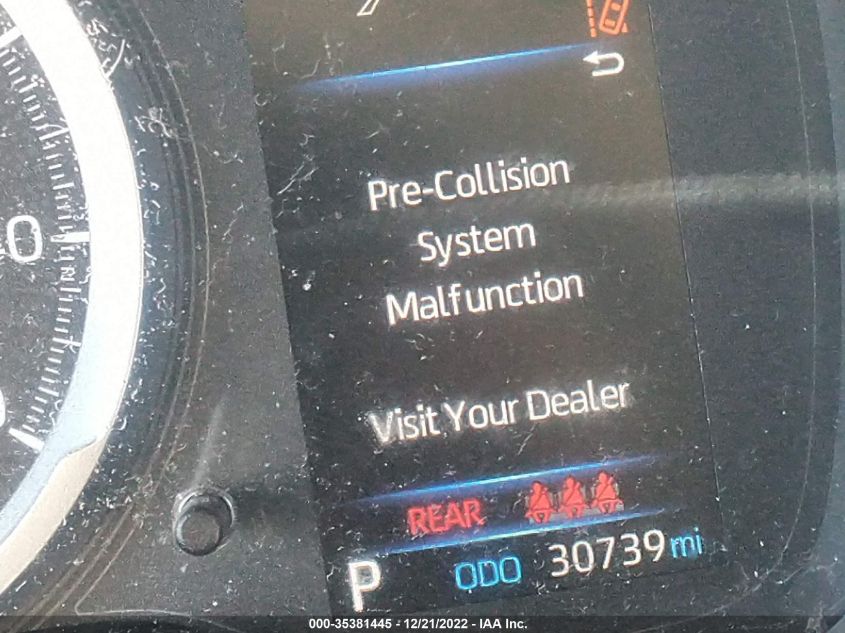 Pre-Collision
System
Malfunction
Visit Your Dealer
REAR
P ODO 30739 mi
000-35381445 - 12/21/2022 - IAA Inc.